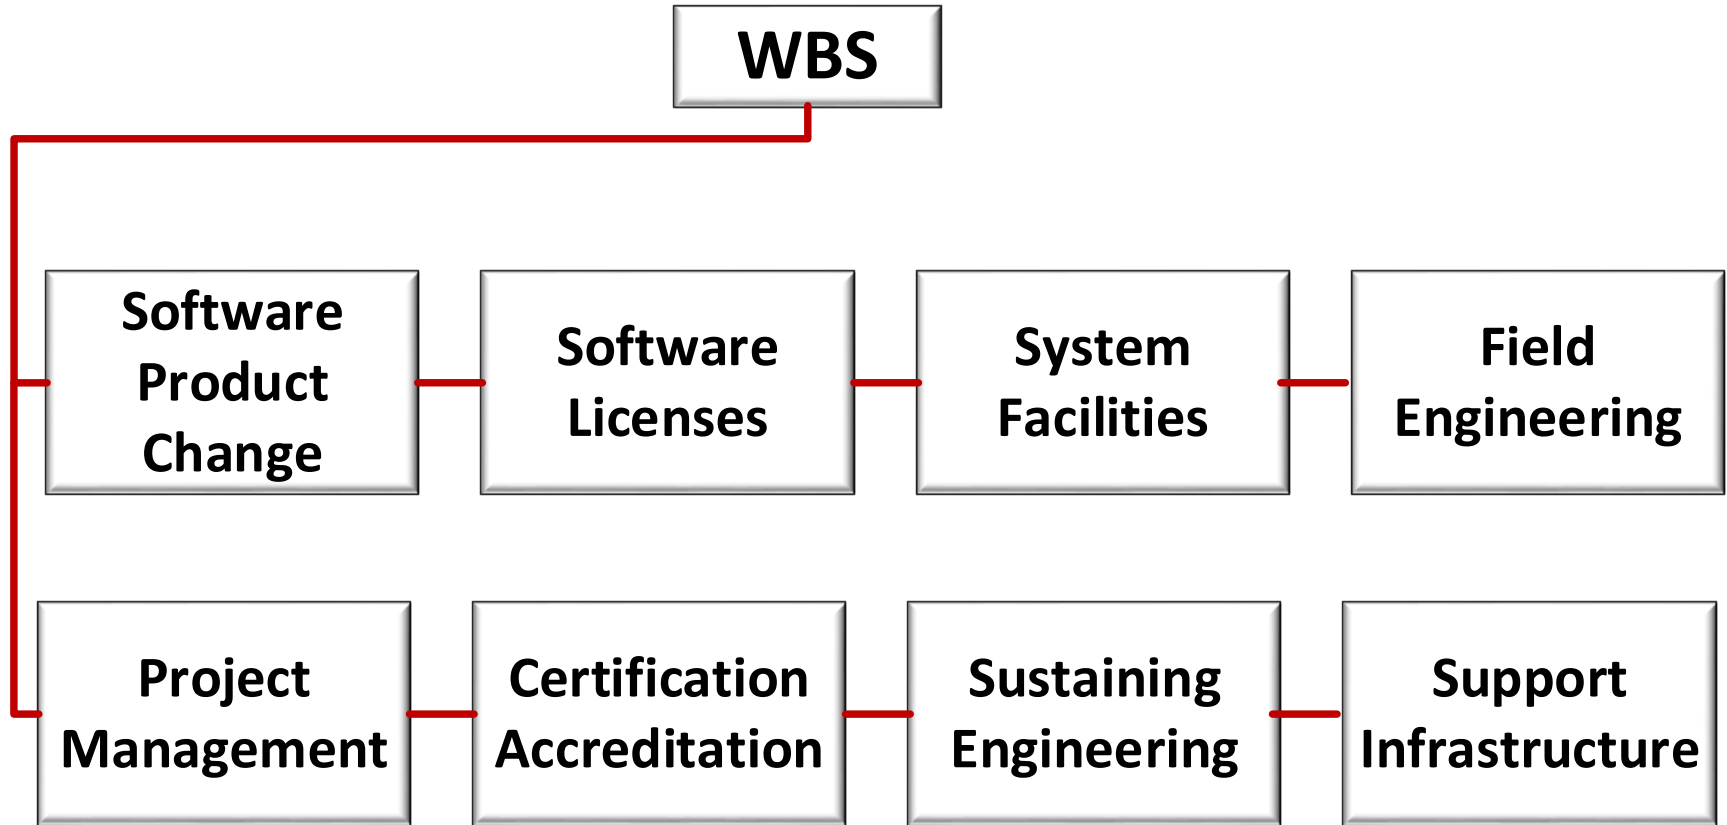 WBS
Software
Product
Change
Software
Licenses
System
Facilities
Field
Engineering
Project
Management
Certification
Accreditation
Sustaining
Engineering
Support
Infrastructure